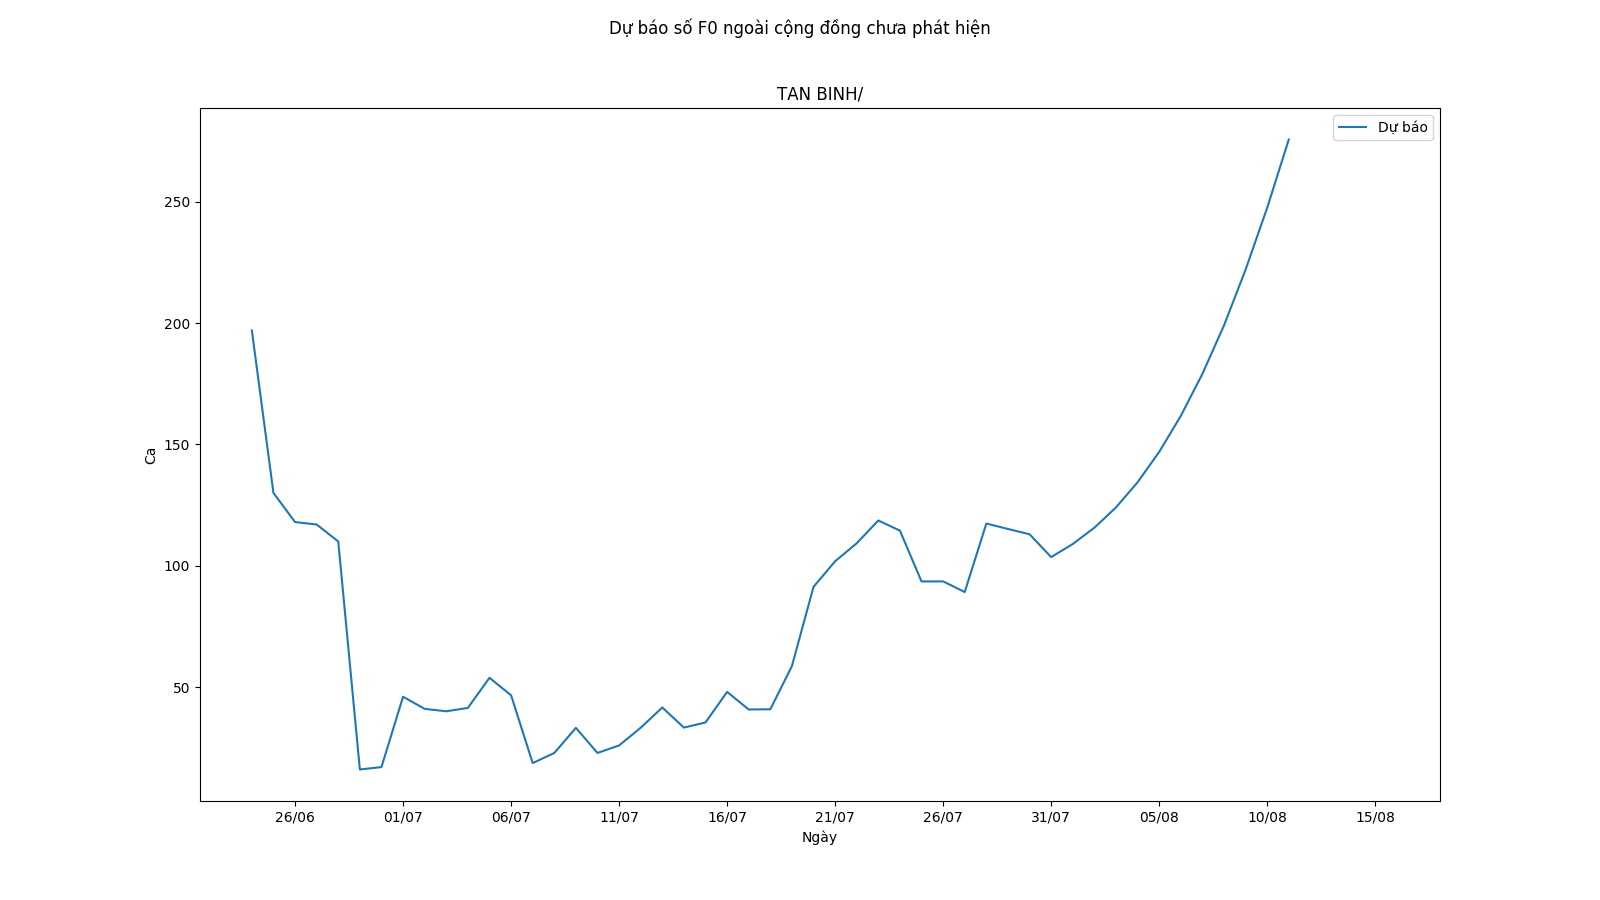 Dự báo số F0 ngoài cộng đồng chưa phát hiện
TAN BINH/
Dự báo
250
200
150
100
50
Ca
26/06 01/07 06/07 11/07 16/07 21/07 26/07 31/07 05/08 10/08 15/08
Ngày